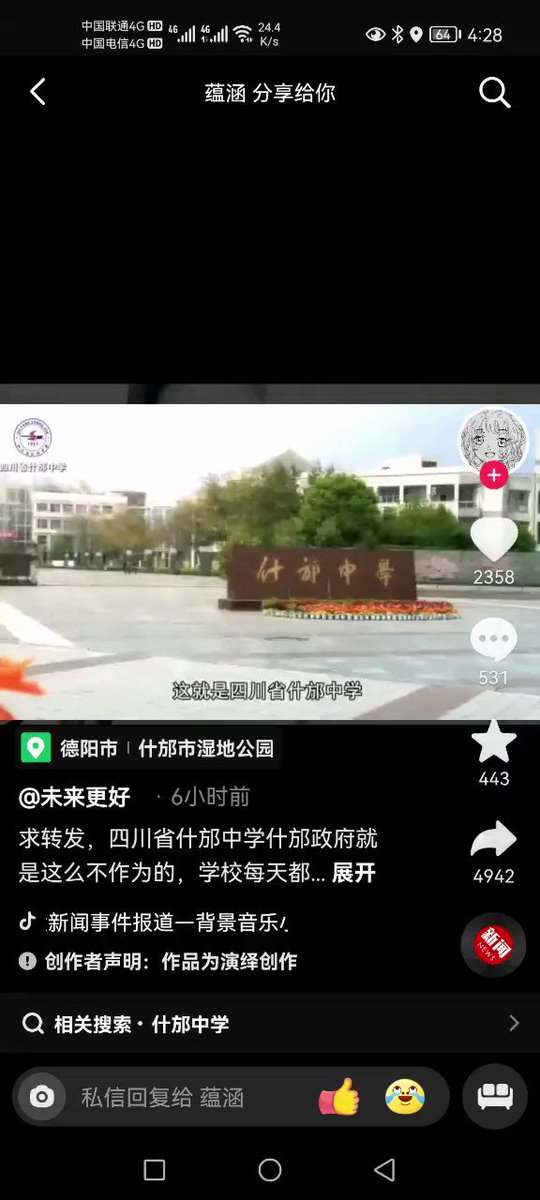 中国联通4G HD
中国电信4G HD
4G 4G 24.4 K/s
64 4:28
蕴涵 分享给你
四川省什邡中学
什邡中学
这就是四川省什邡中学
2358
531
443
4942
德阳市 | 什邡市湿地公园
@未来更好 · 6小时前
求转发，四川省什邡中学什邡政府就
是这么不作为的，学校每天都... 展开
新闻事件报道一背景音乐
新闻
NEWS
创作者声明：作品为演绎创作
相关搜索· 什邡中学
私信回复给 蕴涵